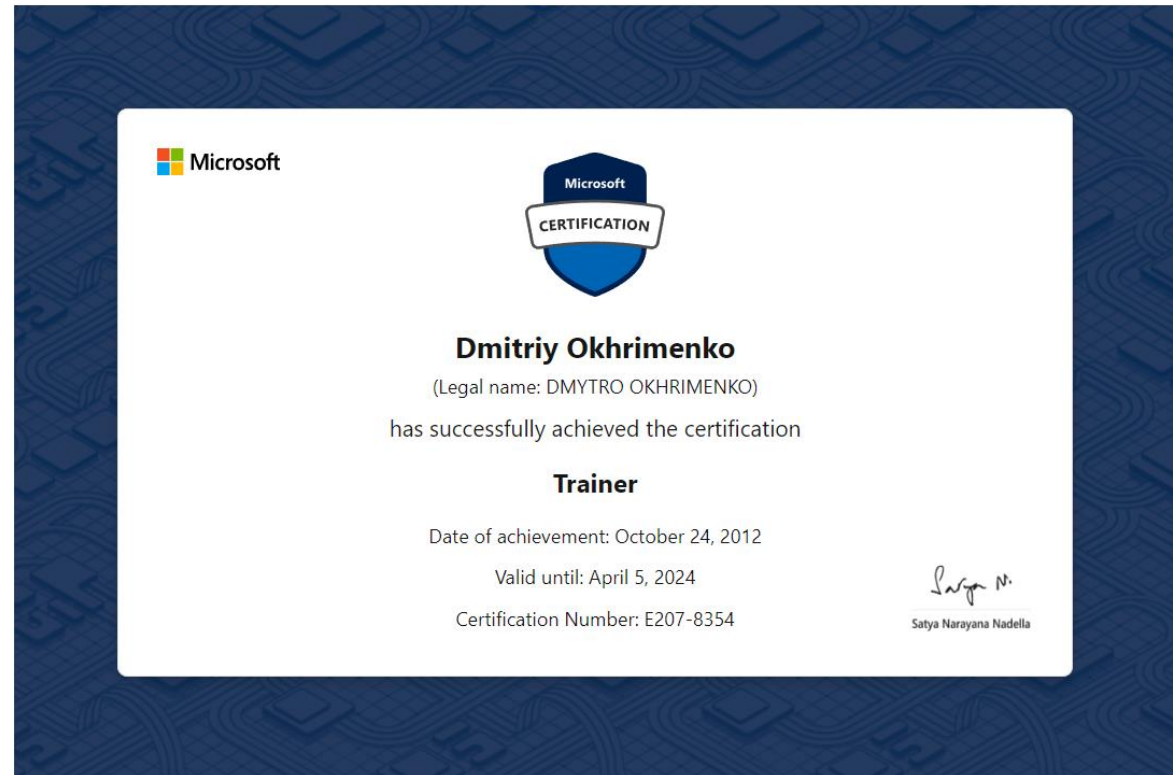 Microsoft
Microsoft
CERTIFICATION
Dmitriy Okhrimenko
(Legal name: DMYTRO OKHRIMENKO)
has successfully achieved the certification
Trainer
Date of achievement: October 24, 2012
Valid until: April 5, 2024
Certification Number: E207-8354
Satya N.
Satya Narayana Nadella